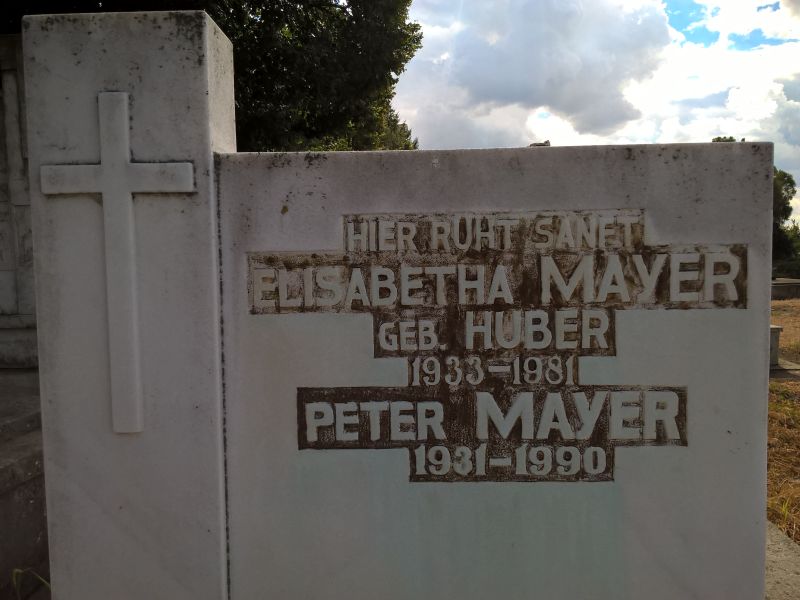 HIER RUHT SANFT
ELISABETHA MAYER
GEB. HUBER
1933-1981
PETER MAYER
1931-1990